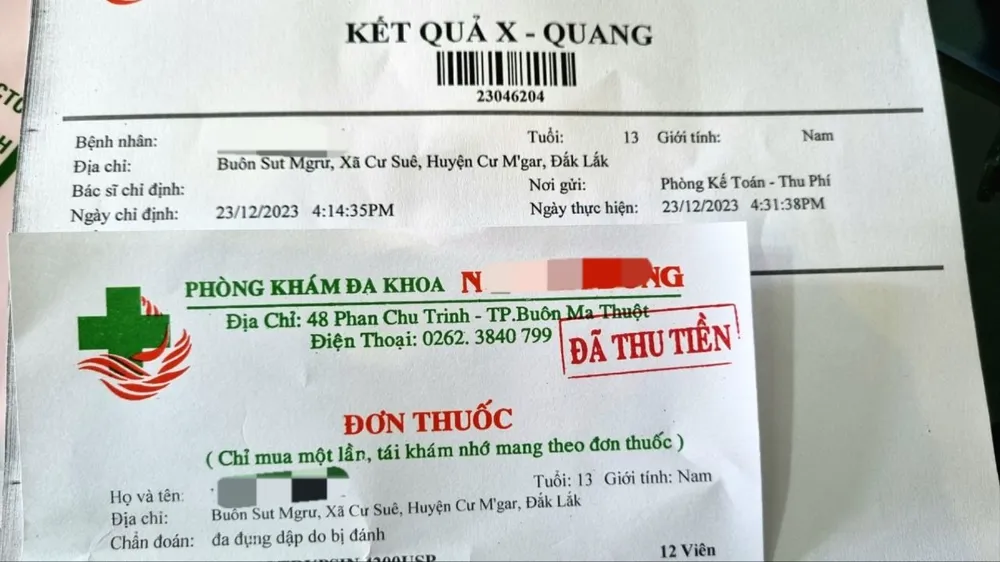 KẾT QUẢ X - QUANG
23046204
Bệnh nhân: Tuổi: 13 Giới tính: Nam
Địa chỉ: Buôn Sut Mgrư, Xã Cư Suê, Huyện Cư M'gar, Đắk Lắk
Bác sĩ chỉ định: Nơi gửi: Phòng Kế Toán - Thu Phí
Ngày chỉ định: 23/12/2023 4:14:35PM Ngày thực hiện: 23/12/2023 4:31:38PM
PHÒNG KHÁM ĐA KHOA N
Địa Chỉ: 48 Phan Chu Trinh - TP.Buôn Ma Thuột
Điện Thoại: 0262. 3840 799
ĐÃ THU TIỀN
ĐƠN THUỐC
( Chỉ mua một lần, tái khám nhớ mang theo đơn thuốc )
Họ và tên: Tuổi: 13 Giới tính: Nam
Địa chỉ: Buôn Sut Mgrư, Xã Cư Suê, Huyện Cư M'gar, Đắk Lắk
Chẩn đoán: đa đụng dập do bị đánh
12 Viên